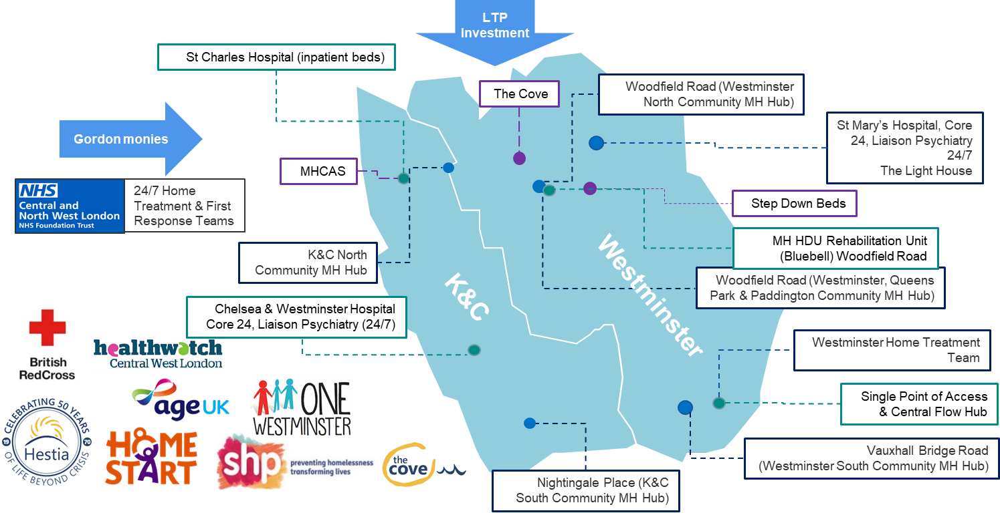 LTP
Investment
St Charles Hospital (inpatient beds)
The Cove
Woodfield Road (Westminster
North Community MH Hub)
Gordon monies
St Mary’s Hospital, Core
24, Liaison Psychiatry
24/7
The Light House
MHCAS
NHS
Central and
North West London
NHS Foundation Trust
24/7 Home
Treatment & First
Response Teams
Step Down Beds
MH HDU Rehabilitation Unit
(Bluebell) Woodfield Road
K&C North
Community MH Hub
Woodfield Road (Westminster, Queens
Park & Paddington Community MH Hub)
K&C
Westminster
Chelsea & Westminster Hospital
Core 24, Liaison Psychiatry (24/7)
Westminster Home Treatment
Team
British
RedCross
healthwatch
Central West London
Single Point of Access
& Central Flow Hub
age UK
ONE
WESTMINSTER
CELEBRATING 50 YEARS
19 70
Hestia
OF LIFE BEYOND CRISIS
HOME
START
shp
preventing homelessness
transforming lives
the
cove
Vauxhall Bridge Road
(Westminster South Community MH Hub)
Nightingale Place (K&C
South Community MH Hub)